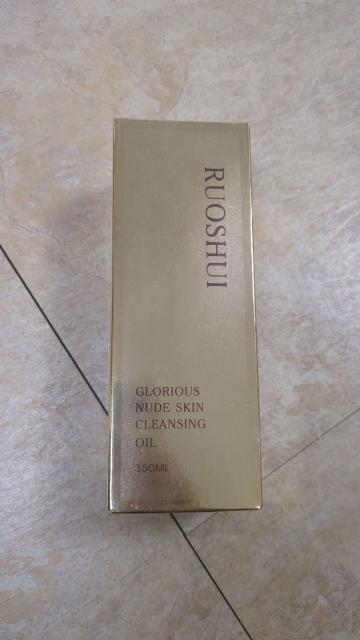 RUOSHUI
GLORIOUS
NUDE SKIN
CLEANSING
OIL
350ML